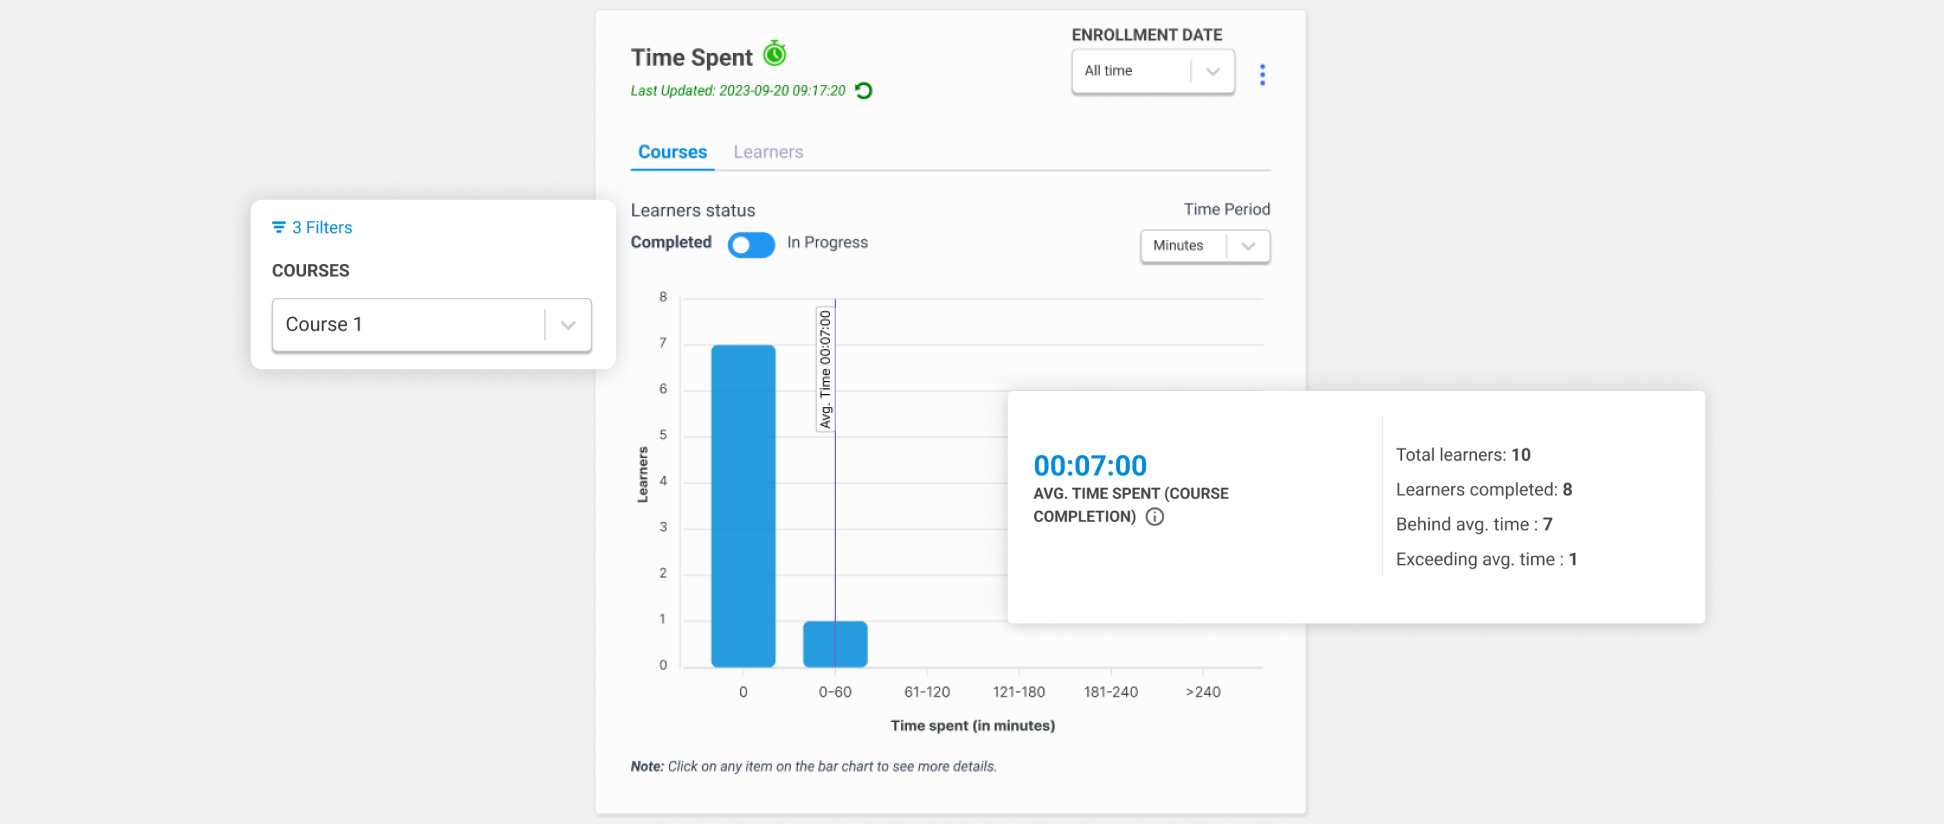 Time Spent
Last Updated: 2023-09-20 09:17:20
ENROLLMENT DATE
All time
Courses
Learners
3 Filters
COURSES
Course 1
Learners status
Completed
In Progress
Time Period
Minutes
8
7
6
5
4
3
2
1
0
Learners
Avg. Time 00:07:00
0
0-60
61-120
121-180
181-240
>240
Time spent (in minutes)
Note: Click on any item on the bar chart to see more details.
00:07:00
AVG. TIME SPENT (COURSE
COMPLETION)
Total learners: 10
Learners completed: 8
Behind avg. time : 7
Exceeding avg. time : 1